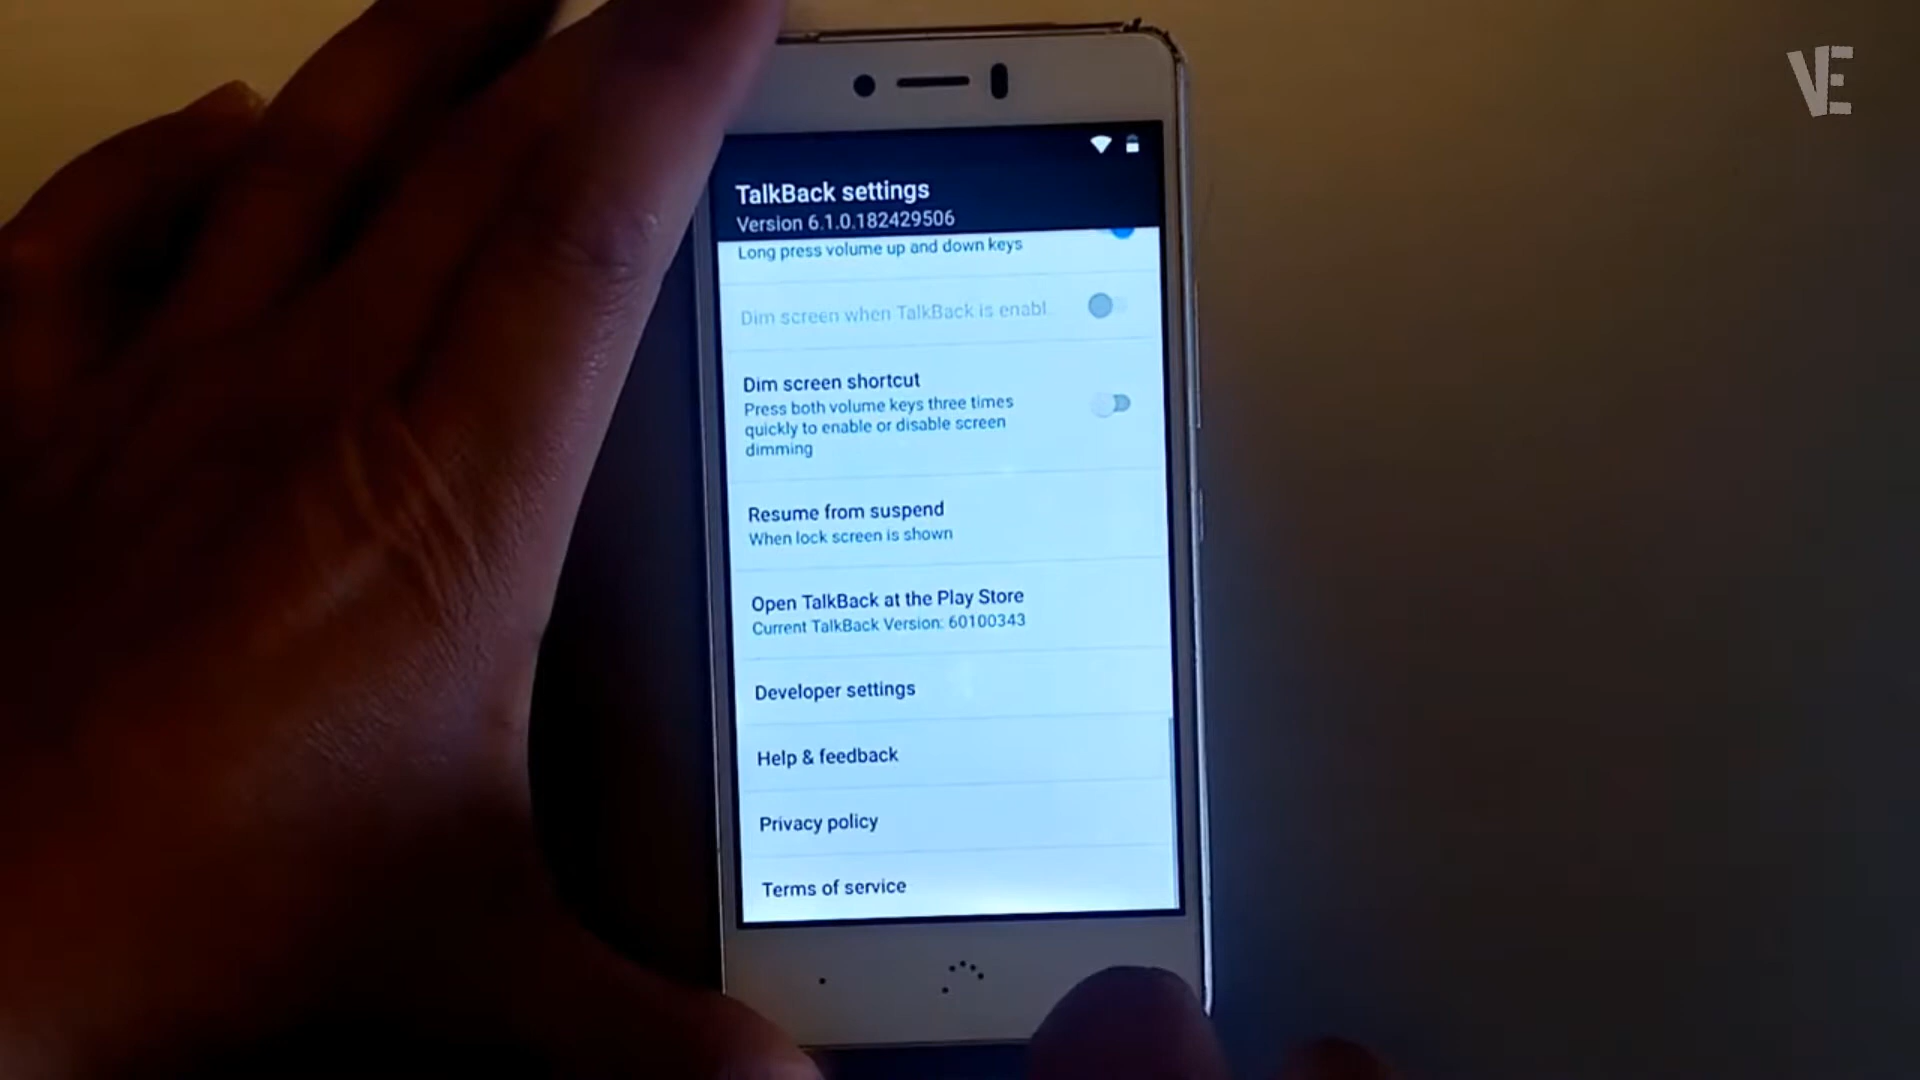 VE
TalkBack settings
Version 6.1.0.182429506
Long press volume up and down keys
Dim screen when TalkBack is enabl
Dim screen shortcut
Press both volume keys three times
quickly to enable or disable screen
dimming
Resume from suspend
When lock screen is shown
Open TalkBack at the Play Store
Current TalkBack Version: 60100343
Developer settings
Help & feedback
Privacy policy
Terms of service